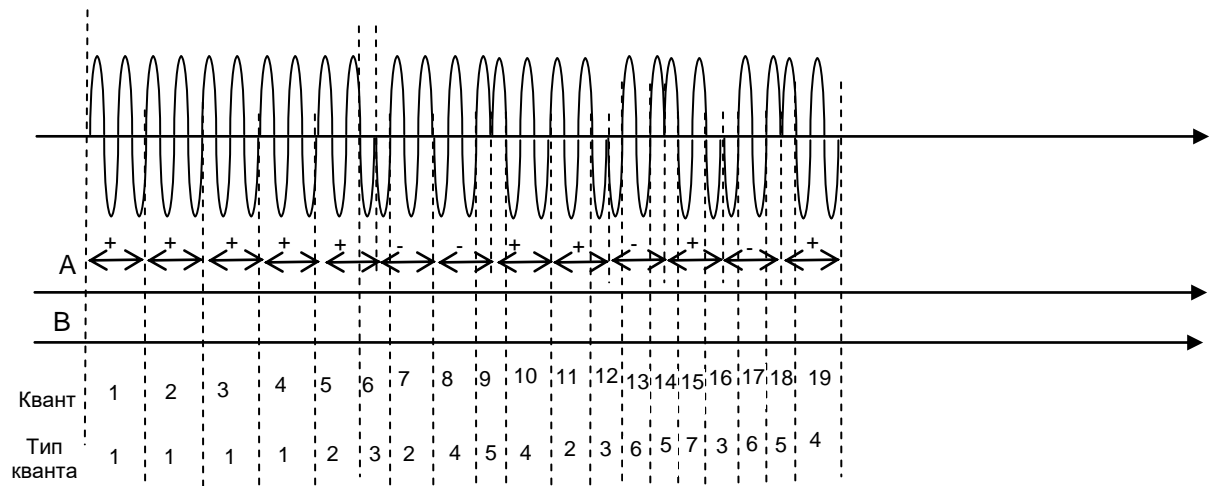 + + + + + - - + + - + - +
A
B
Квант 1 2 3 4 5 6 7 8 9 10 11 12 13 14 15 16 17 18 19
Тип
кванта 1 1 1 1 2 3 2 4 5 4 2 3 6 5 7 3 6 5 4